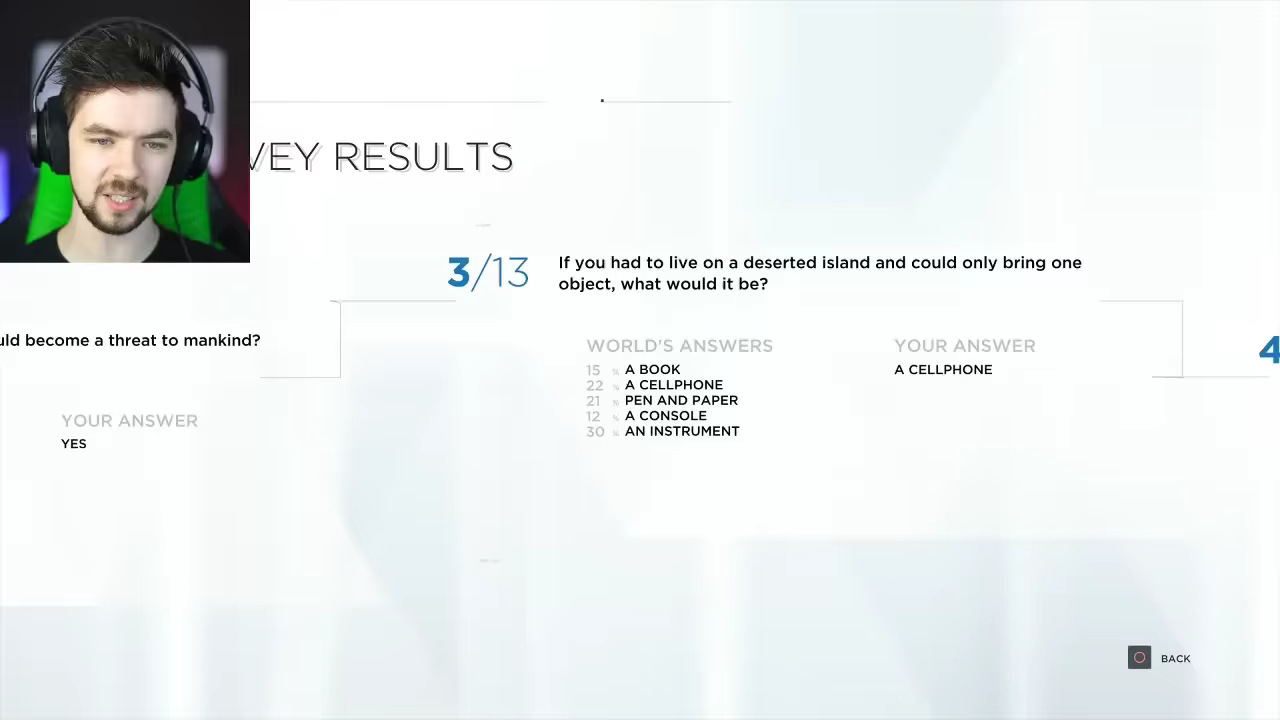 VEY RESULTS
3/13
If you had to live on a deserted island and could only bring one
object, what would it be?
uld become a threat to mankind?
YOUR ANSWER
YES
WORLD'S ANSWERS
15 % A BOOK
22 % A CELLPHONE
21 % PEN AND PAPER
12 % A CONSOLE
30 % AN INSTRUMENT
YOUR ANSWER
A CELLPHONE
4
BACK